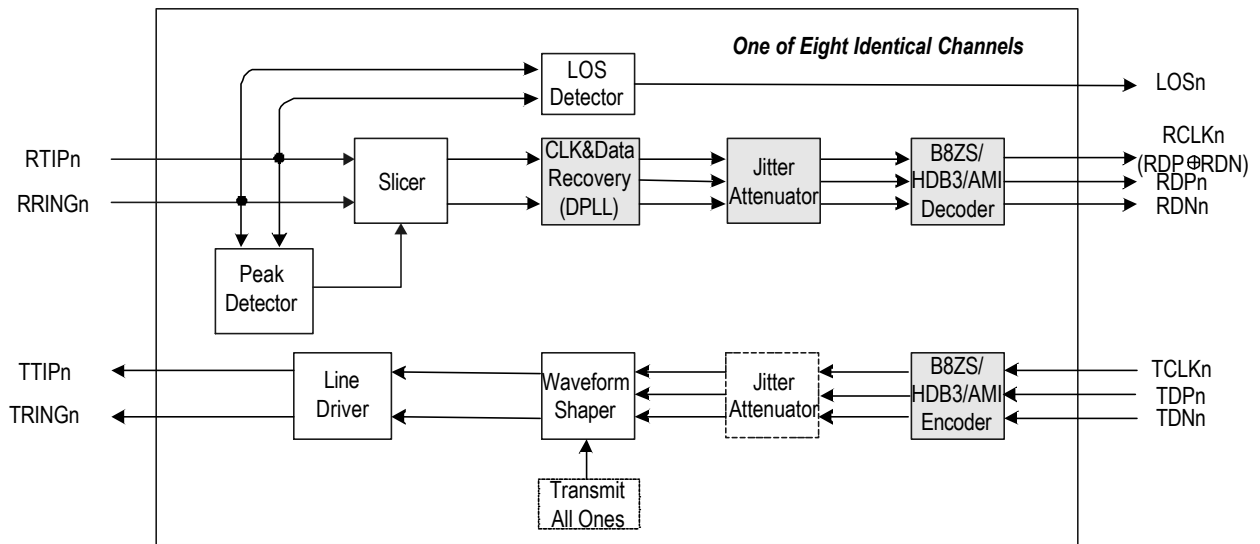 One of Eight Identical Channels
LOS
Detector
LOSn
RTIPn
RRINGn
Slicer
CLK&Data
Recovery
(DPLL)
Jitter
Attenuator
B8ZS/
HDB3/AMI
Decoder
RCLKn
(RDP⊕RDN)
RDPn
RDNn
Peak
Detector
TTIPn
TRINGn
Line
Driver
Waveform
Shaper
Jitter
Attenuator
B8ZS/
HDB3/AMI
Encoder
TCLKn
TDPn
TDNn
Transmit
All Ones